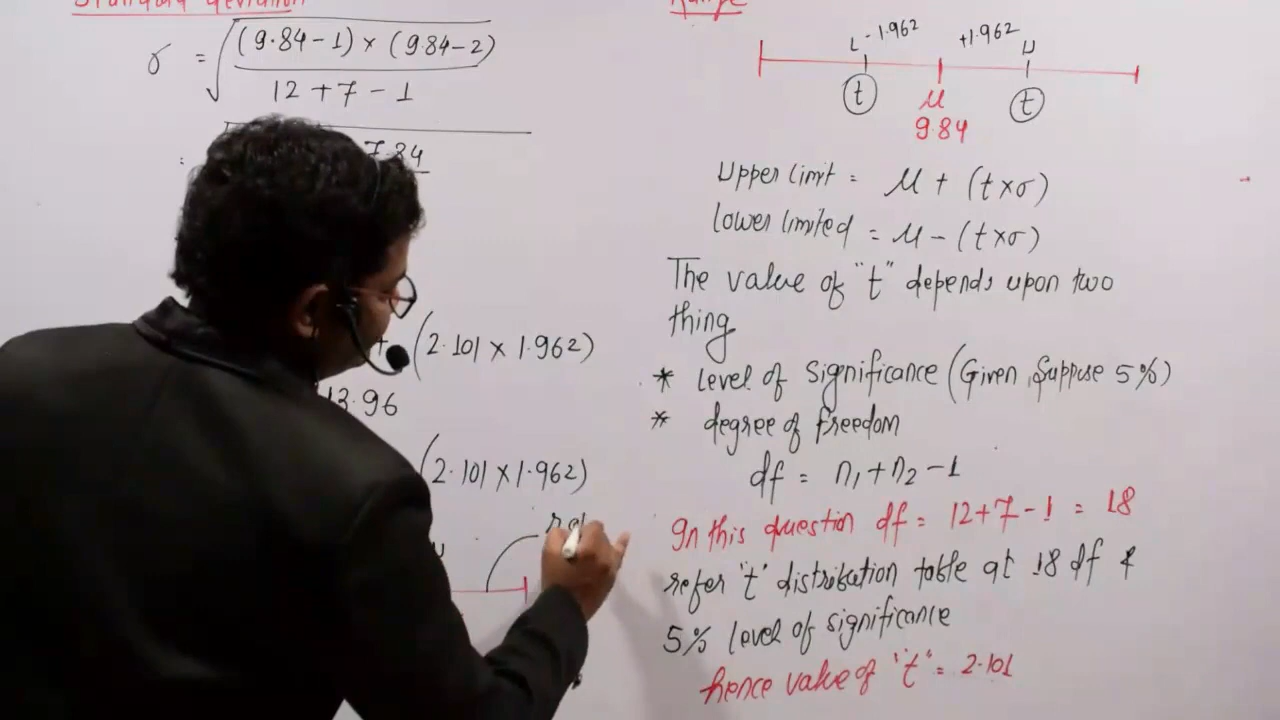 Standard deviation
σ = √ (9.84-1) × (9.84-2)
12 + 7 - 1
= 7.84
+ (2.101 × 1.962)
13.96
(2.101 × 1.962)
Range
L -1.962 +1.962 U
t μ t
9.84
Upper limit = μ + (t×σ)
lower limited = μ - (t×σ)
The value of "t" depends upon two
thing
* level of significance (Given, Suppose 5%)
* degree of freedom
df = n₁+n₂-1
In this question df = 12+7-1 = 18
refer "t" distribution table at 18 df &
5% level of significance
hence value of "t" = 2.101